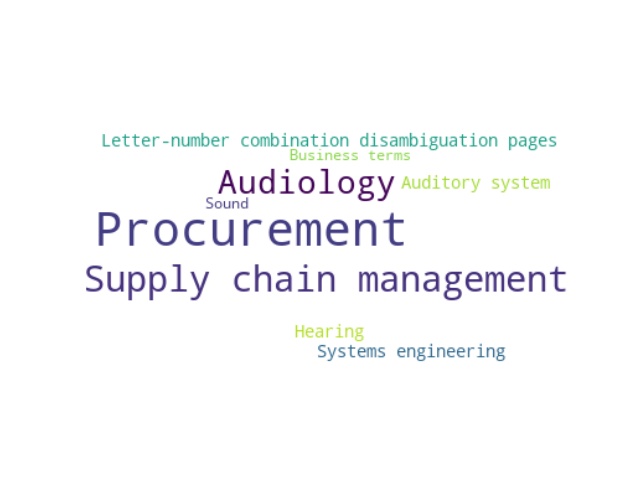 Letter-number combination disambiguation pages
Business terms
Audiology
Auditory system
Sound
Procurement
Supply chain management
Hearing
Systems engineering